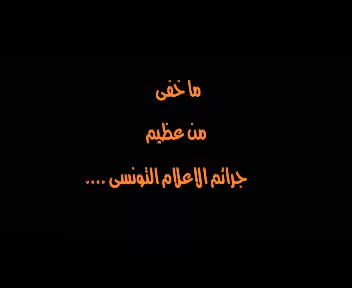 ما خفى
من عظيم
جرائم الاعلام التونسى ....